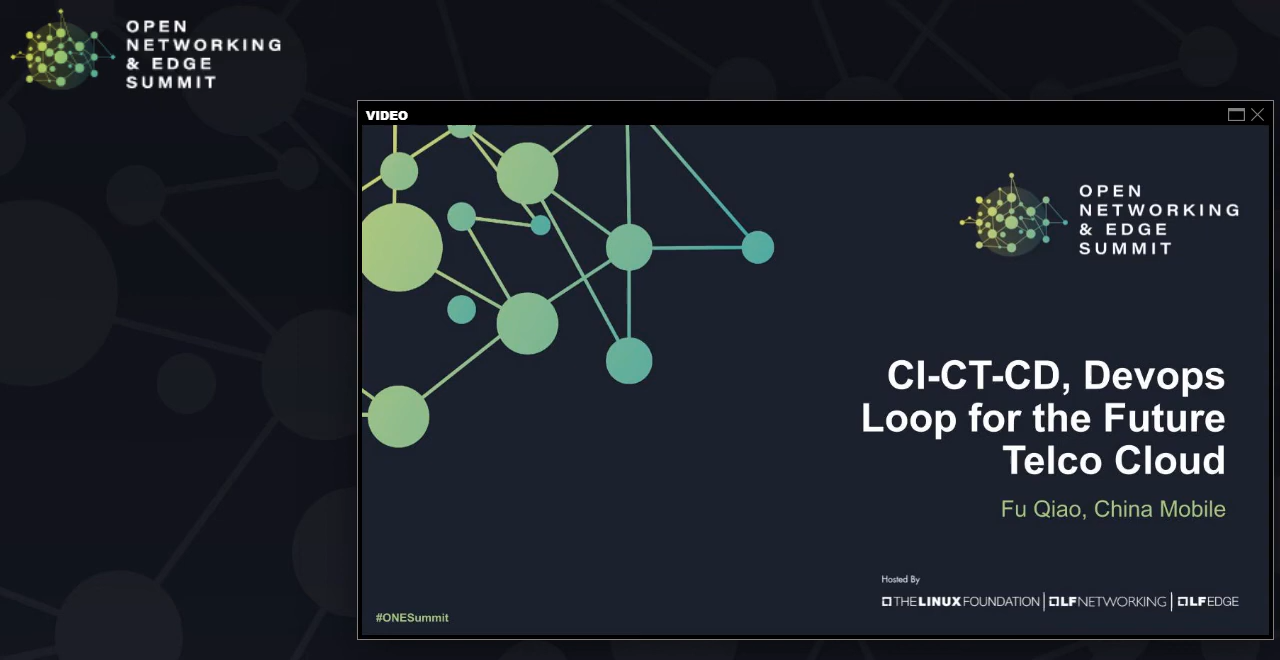 OPEN
NETWORKING
& EDGE
SUMMIT
VIDEO
OPEN
NETWORKING
& EDGE
SUMMIT
CI-CT-CD, Devops
Loop for the Future
Telco Cloud
Fu Qiao, China Mobile
Hosted By
THE LINUX FOUNDATION | LF NETWORKING | LF EDGE
#ONESummit